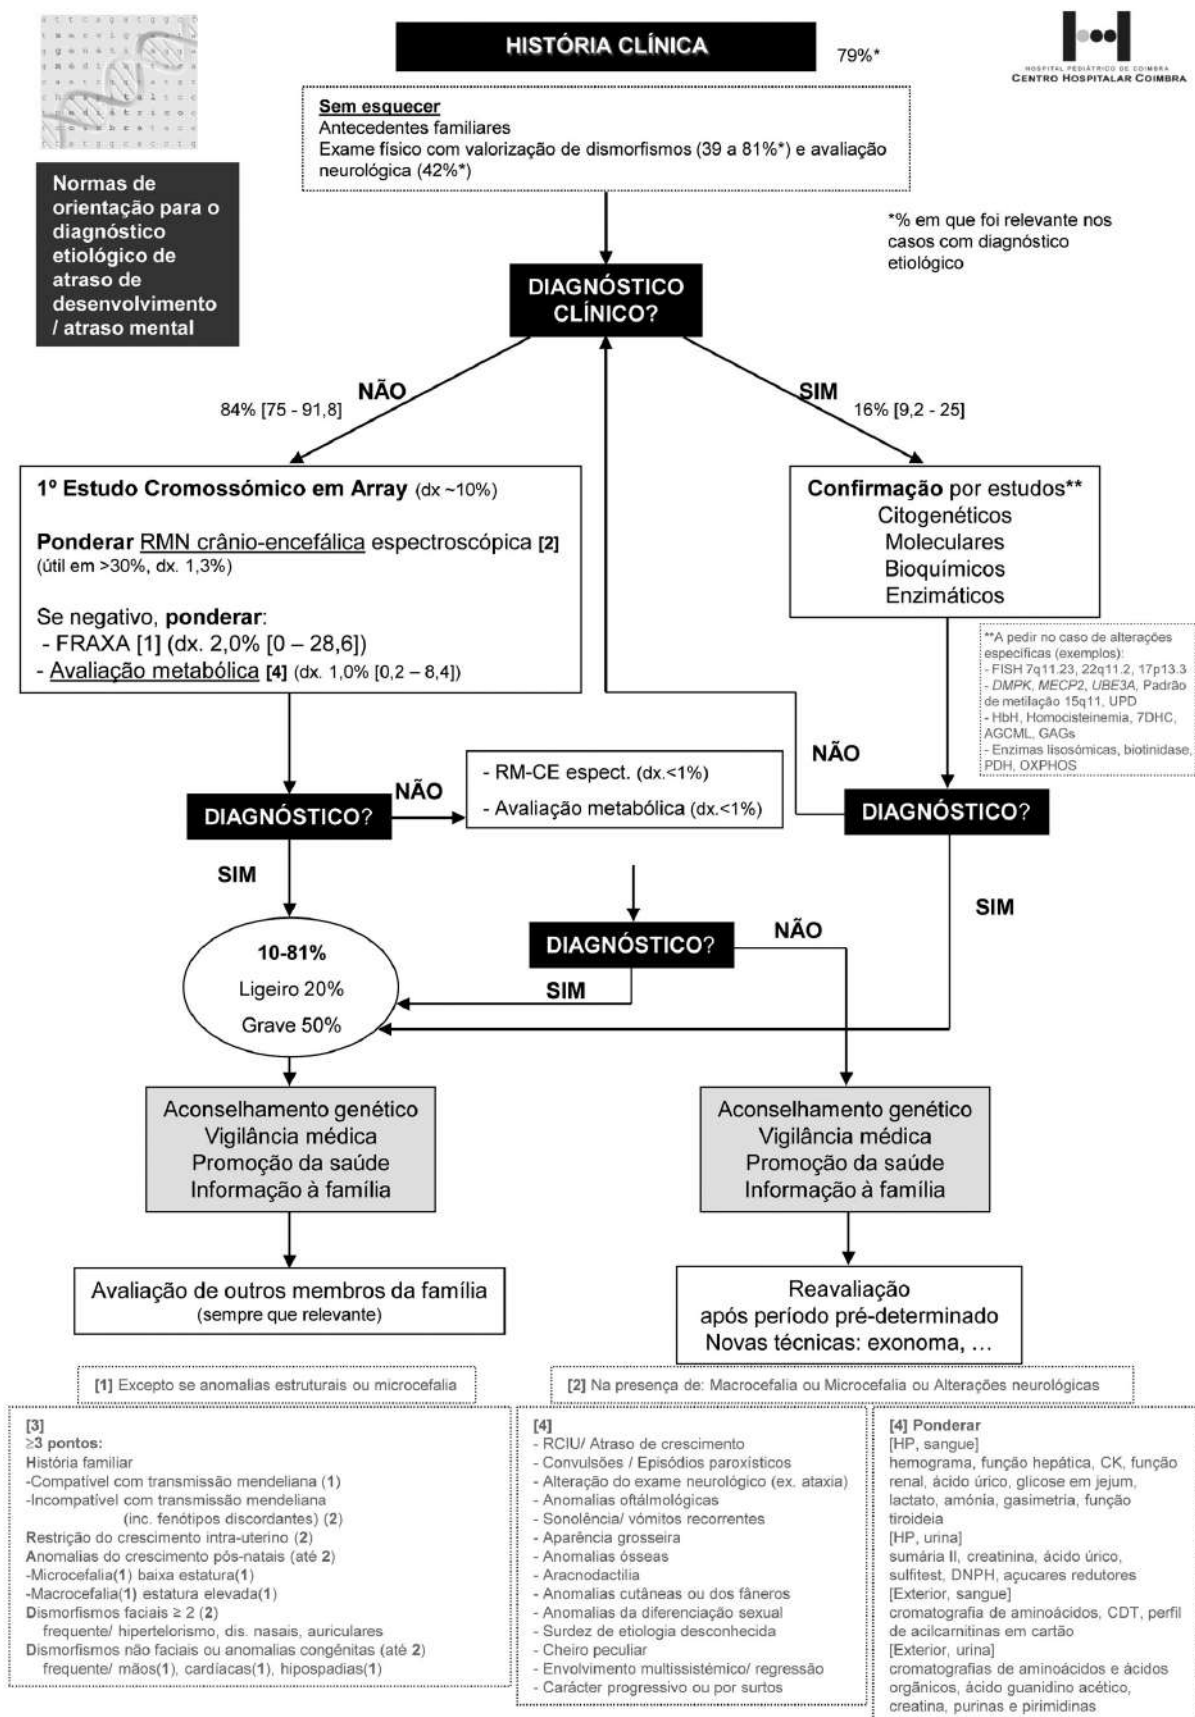 HISTÓRIA CLÍNICA
79%*
HOSPITAL PEDIÁTRICO DE COIMBRA
CENTRO HOSPITALAR COIMBRA
Sem esquecer
Antecedentes familiares
Exame físico com valorização de dismorfismos (39 a 81%*) e avaliação
neurológica (42%*)
Normas de
orientação para o
diagnóstico
etiológico de
atraso de
desenvolvimento
/ atraso mental
*% em que foi relevante nos
casos com diagnóstico
etiológico
DIAGNÓSTICO
CLÍNICO?
NÃO
84% [75 - 91,8]
SIM
16% [9,2 - 25]
1º Estudo Cromossómico em Array (dx ~10%)
Ponderar RMN crânio-encefálica espectroscópica [2]
(útil em >30%, dx. 1,3%)
Se negativo, ponderar:
- FRAXA [1] (dx. 2,0% [0 – 28,6])
- Avaliação metabólica [4] (dx. 1,0% [0,2 – 8,4])
Confirmação por estudos**
Citogenéticos
Moleculares
Bioquímicos
Enzimáticos
**A pedir no caso de alterações
específicas (exemplos):
- FISH 7q11.23, 22q11.2, 17p13.3
- DMPK, MECP2, UBE3A, Padrão
de metilação 15q11, UPD
- HbH, Homocisteinemia, 7DHC,
AGCML, GAGs
- Enzimas lisosómicas, biotinidase,
PDH, OXPHOS
NÃO
DIAGNÓSTICO?
NÃO
- RM-CE espect. (dx.<1%)
- Avaliação metabólica (dx.<1%)
DIAGNÓSTICO?
SIM
SIM
10-81%
Ligeiro 20%
Grave 50%
DIAGNÓSTICO?
NÃO
SIM
Aconselhamento genético
Vigilância médica
Promoção da saúde
Informação à família
Aconselhamento genético
Vigilância médica
Promoção da saúde
Informação à família
Avaliação de outros membros da família
(sempre que relevante)
Reavaliação
após período pré-determinado
Novas técnicas: exonoma, …
[1] Excepto se anomalias estruturais ou microcefalia
[2] Na presença de: Macrocefalia ou Microcefalia ou Alterações neurológicas
[3]
≥3 pontos:
História familiar
-Compatível com transmissão mendeliana (1)
-Incompatível com transmissão mendeliana
(inc. fenótipos discordantes) (2)
Restrição do crescimento intra-uterino (2)
Anomalias do crescimento pós-natais (até 2)
-Microcefalia(1) baixa estatura(1)
-Macrocefalia(1) estatura elevada(1)
Dismorfismos faciais ≥ 2 (2)
frequente/ hipertelorismo, dis. nasais, auriculares
Dismorfismos não faciais ou anomalias congênitas (até 2)
frequente/ mãos(1), cardíacas(1), hipospadias(1)
[4]
- RCIU/ Atraso de crescimento
- Convulsões / Episódios paroxísticos
- Alteração do exame neurológico (ex. ataxia)
- Anomalias oftálmológicas
- Sonolência/ vómitos recorrentes
- Aparência grosseira
- Anomalias ósseas
- Aracnodactilia
- Anomalias cutâneas ou dos fâneros
- Anomalias da diferenciação sexual
- Surdez de etiologia desconhecida
- Cheiro peculiar
- Envolvimento multissistémico/ regressão
- Carácter progressivo ou por surtos
[4] Ponderar
[HP, sangue]
hemograma, função hepática, CK, função
renal, ácido úrico, glicose em jejum,
lactato, amónia, gasimetria, função
tiroideia
[HP, urina]
sumária II, creatinina, ácido úrico,
sulfitest, DNPH, açucares redutores
[Exterior, sangue]
cromatografia de aminoácidos, CDT, perfil
de acilcarnitinas em cartão
[Exterior, urina]
cromatografias de aminoácidos e ácidos
orgãnicos, ácido guanidino acético,
creatina, purinas e pirimidinas